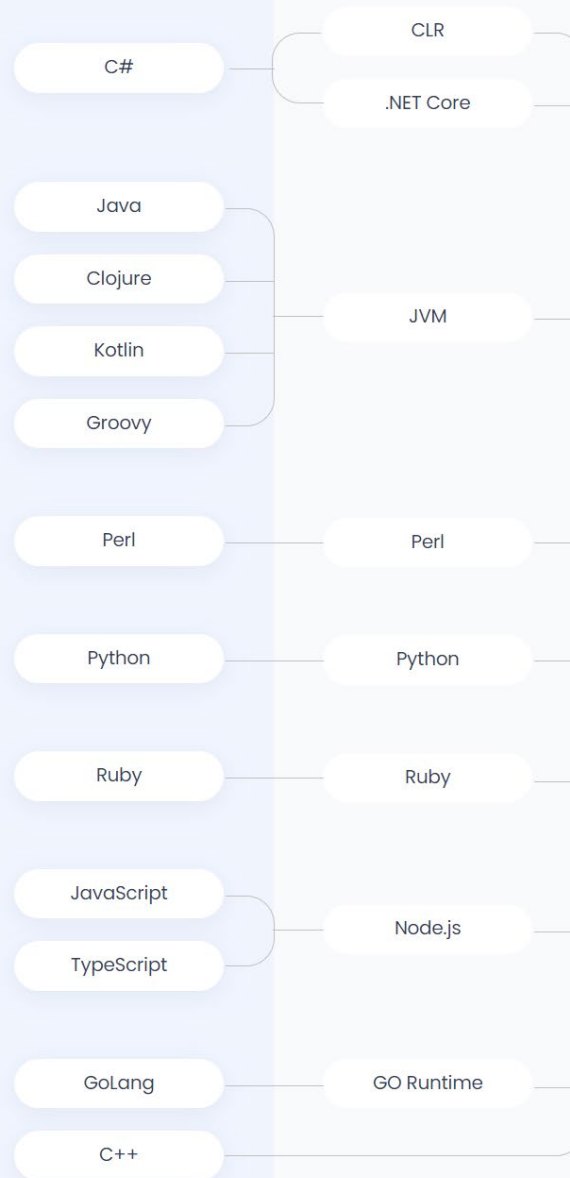 CLR
C#
.NET Core
Java
Clojure
JVM
Kotlin
Groovy
Perl
Perl
Python
Python
Ruby
Ruby
JavaScript
Node.js
TypeScript
GoLang
GO Runtime
C++